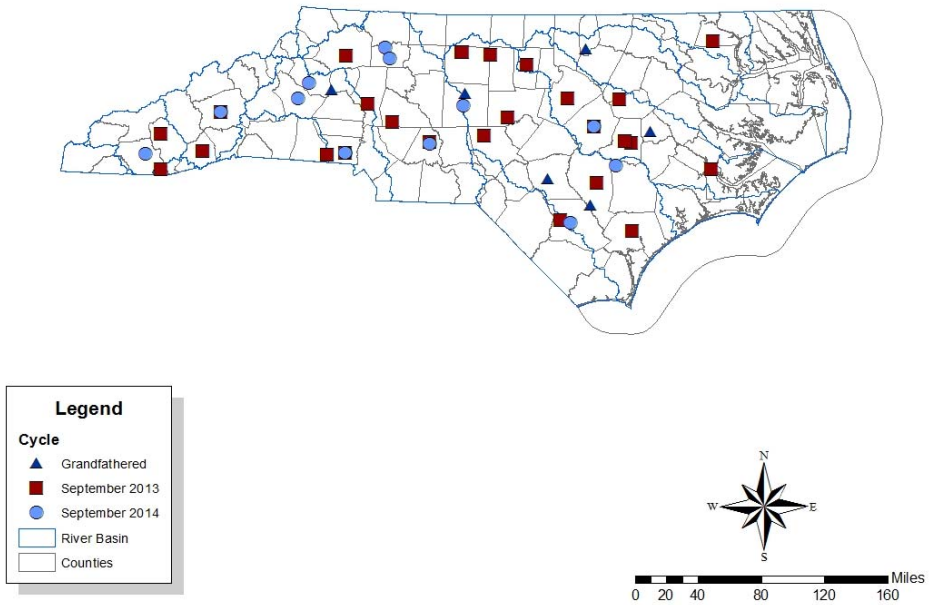 Legend
Cycle
Grandfathered
September 2013
September 2014
River Basin
Counties
N
W E
S
Miles
0 20 40 80 120 160